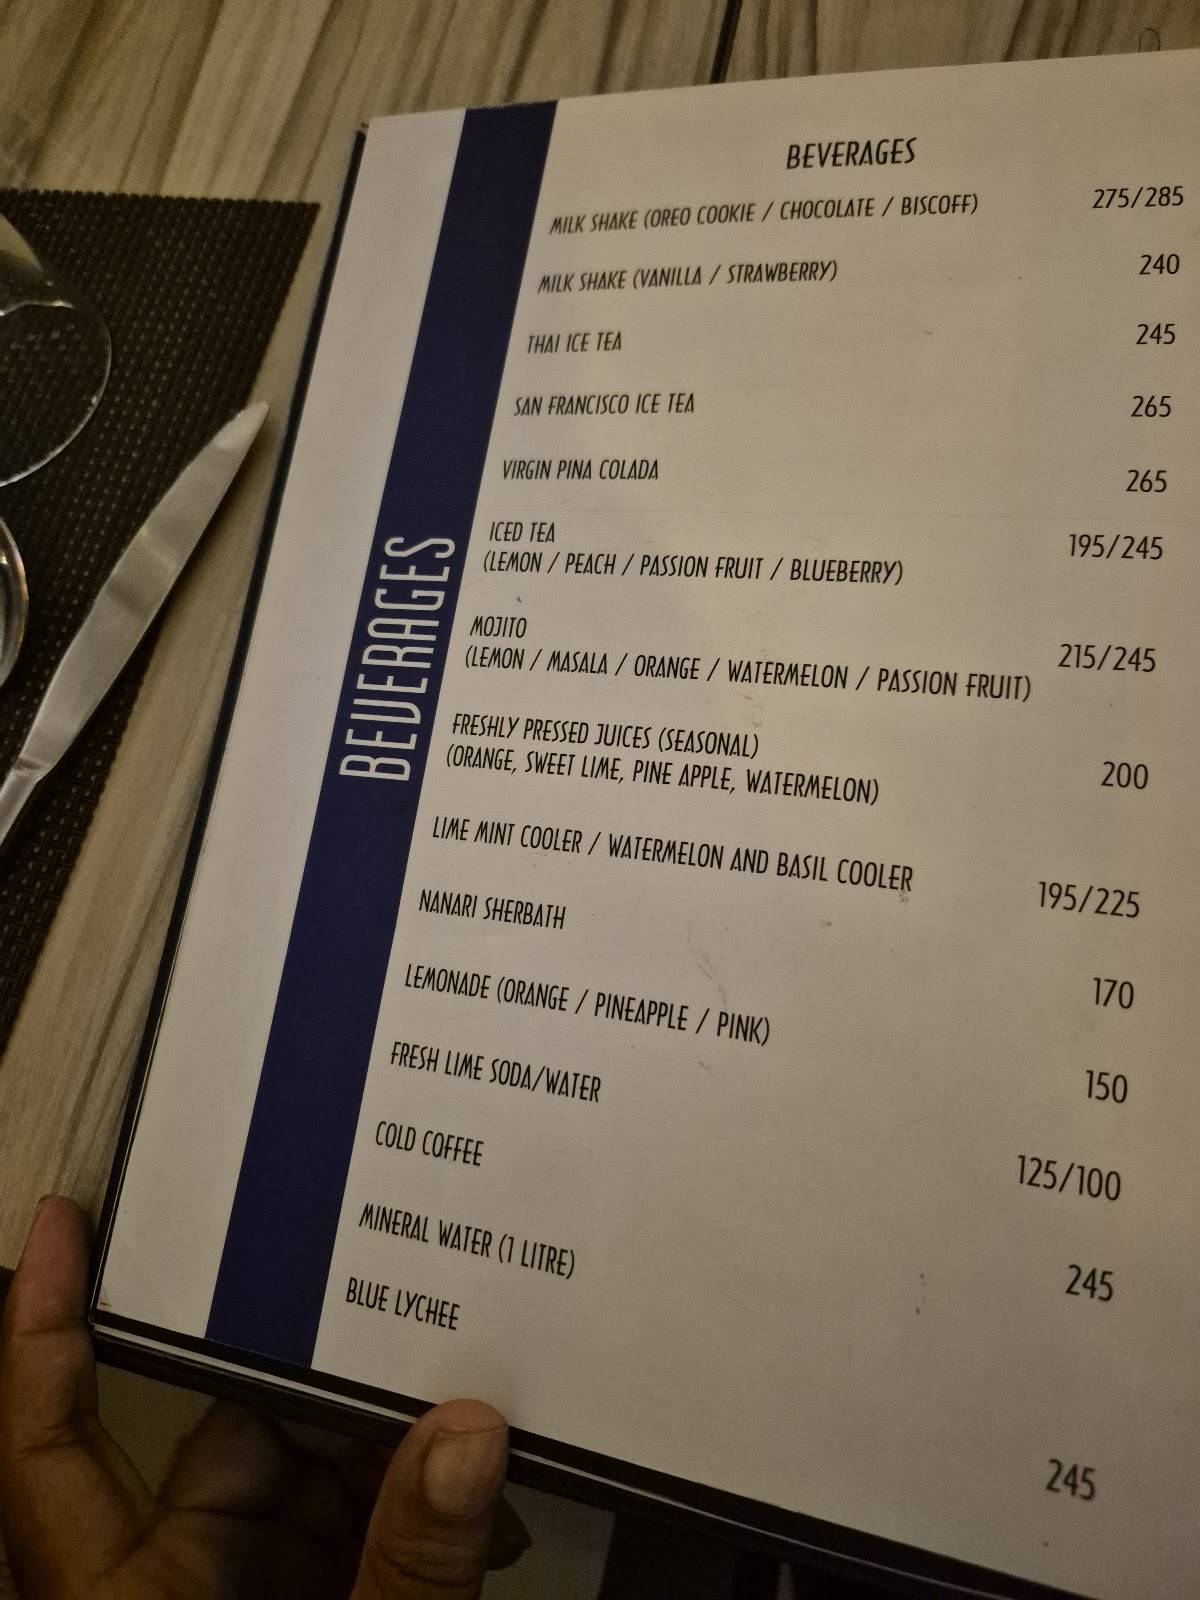 BEVERAGES
BEVERAGES
MILK SHAKE (OREO COOKIE / CHOCOLATE / BISCOFF) 275/285
MILK SHAKE (VANILLA / STRAWBERRY) 240
THAI ICE TEA 245
SAN FRANCISCO ICE TEA 265
VIRGIN PINA COLADA 265
ICED TEA 195/245
(LEMON / PEACH / PASSION FRUIT / BLUEBERRY)
MOJITO 215/245
(LEMON / MASALA / ORANGE / WATERMELON / PASSION FRUIT)
FRESHLY PRESSED JUICES (SEASONAL)
(ORANGE, SWEET LIME, PINE APPLE, WATERMELON) 200
LIME MINT COOLER / WATERMELON AND BASIL COOLER 195/225
NANARI SHERBATH 170
LEMONADE (ORANGE / PINEAPPLE / PINK) 150
FRESH LIME SODA/WATER 125/100
COLD COFFEE 245
MINERAL WATER (1 LITRE)
BLUE LYCHEE 245